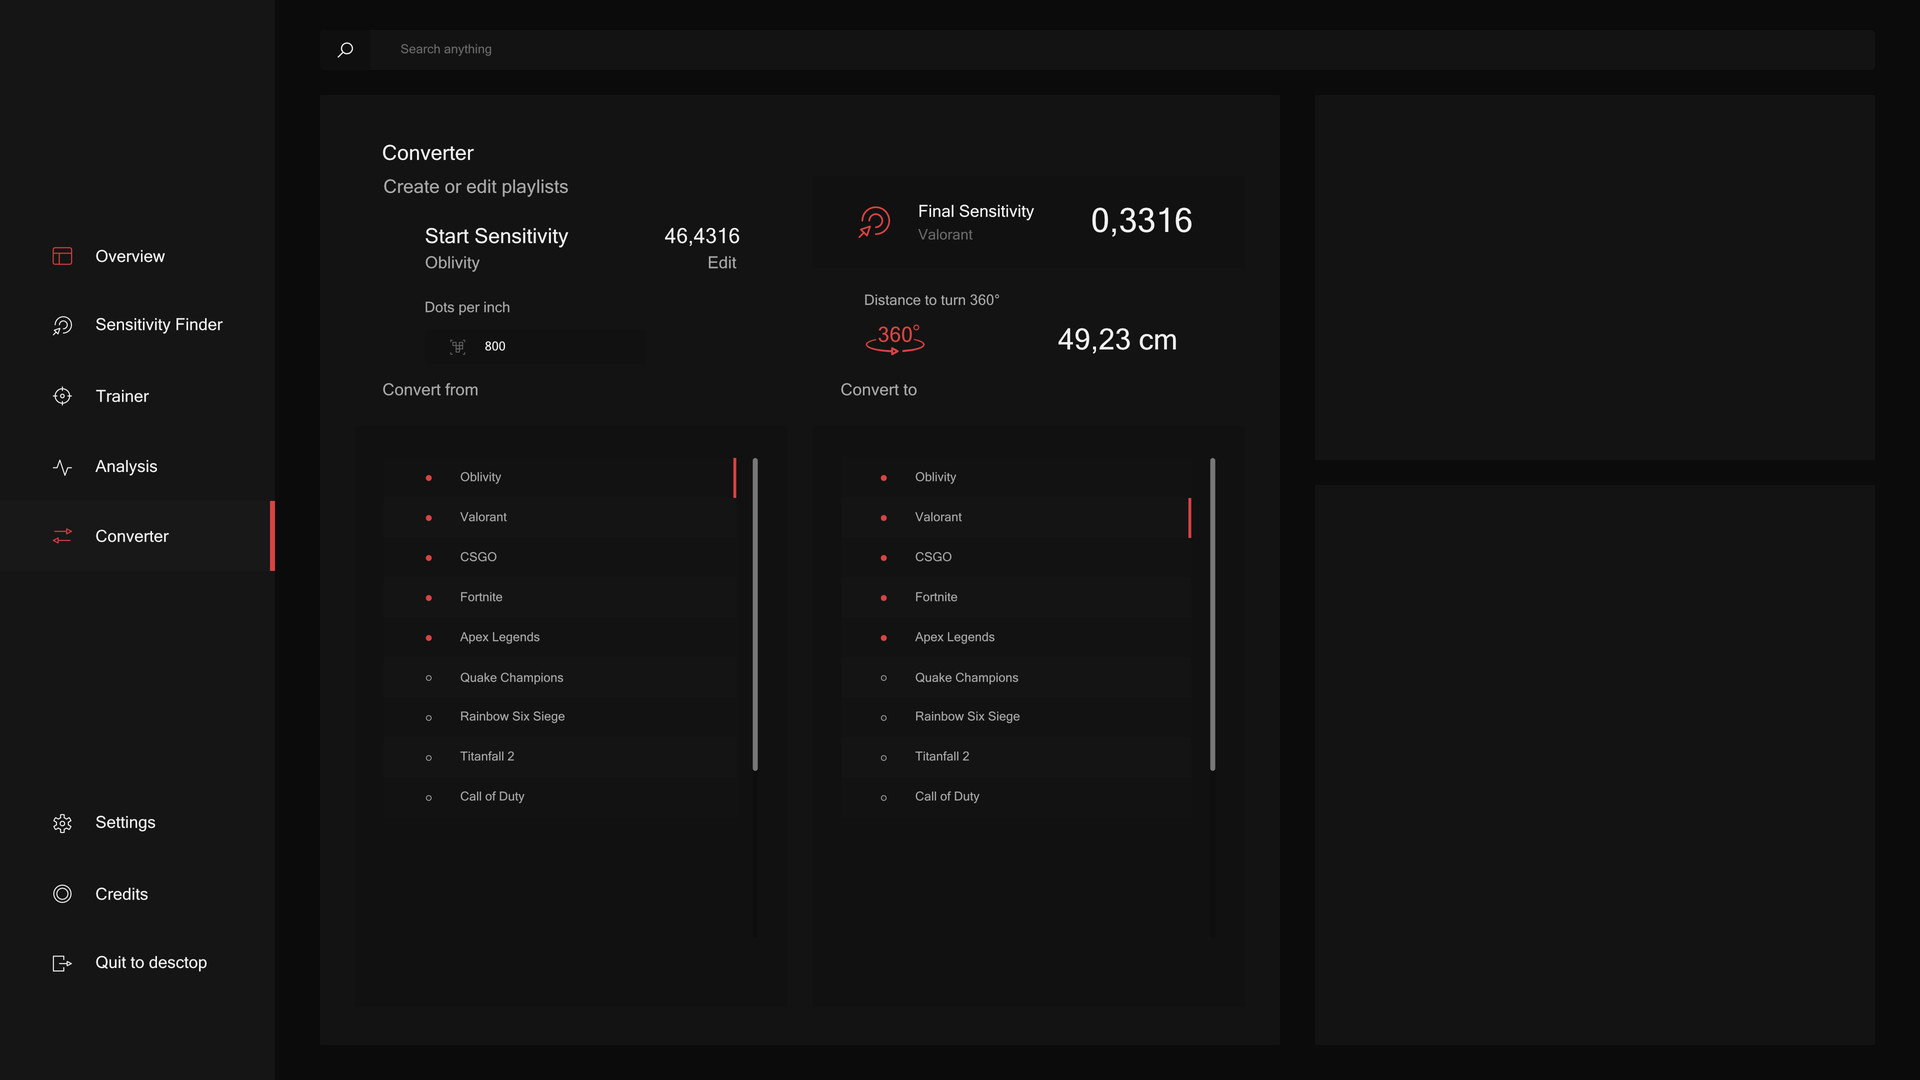 Search anything
Overview
Sensitivity Finder
Trainer
Analysis
Converter
Settings
Credits
Quit to desctop
Converter
Create or edit playlists
Start Sensitivity 46,4316
Oblivity Edit
Dots per inch
800
Convert from
Oblivity
Valorant
CSGO
Fortnite
Apex Legends
Quake Champions
Rainbow Six Siege
Titanfall 2
Call of Duty
Final Sensitivity 0,3316
Valorant
Distance to turn 360°
360° 49,23 cm
Convert to
Oblivity
Valorant
CSGO
Fortnite
Apex Legends
Quake Champions
Rainbow Six Siege
Titanfall 2
Call of Duty